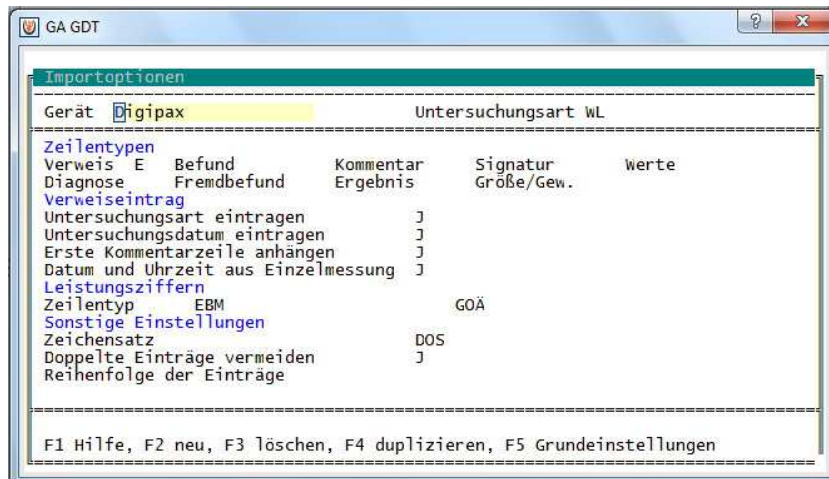 GA GDT
Importoptionen
Gerät Digipax Untersuchungsart WL
Zeilentypen
Verweis E Befund Kommentar Signatur Werte
Diagnose Fremdbefund Ergebnis Größe/Gew.
Verweiseintrag
Untersuchungsart eintragen J
Untersuchungsdatum eintragen J
Erste Kommentarzeile anhängen J
Datum und Uhrzeit aus Einzelmessung J
Leistungsziffern
Zeilentyp EBM GOÄ
Sonstige Einstellungen
Zeichensatz DOS
Doppelte Einträge vermeiden J
Reihenfolge der Einträge
F1 Hilfe, F2 neu, F3 löschen, F4 duplizieren, F5 Grundeinstellungen